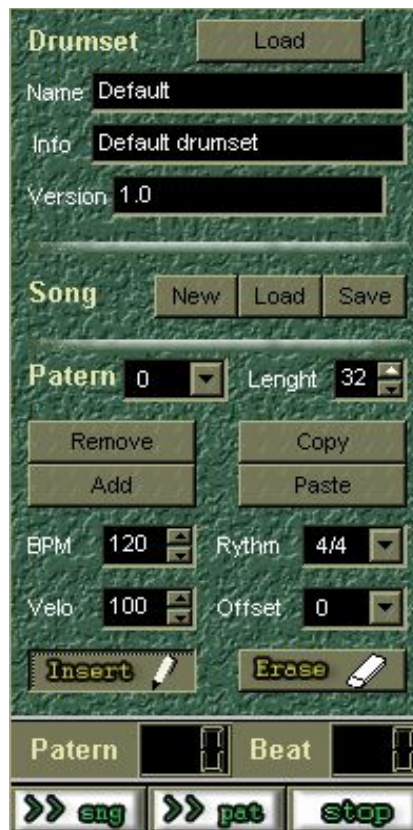 Drumset Load
Name Default
Info Default drumset
Version 1.0
Song New Load Save
Patern 0 Lenght 32
Remove Copy
Add Paste
BPM 120 Rythm 4/4
Velo 100 Offset 0
Insert Erase
Patern 0 Beat 0
>> sng >> pat stop